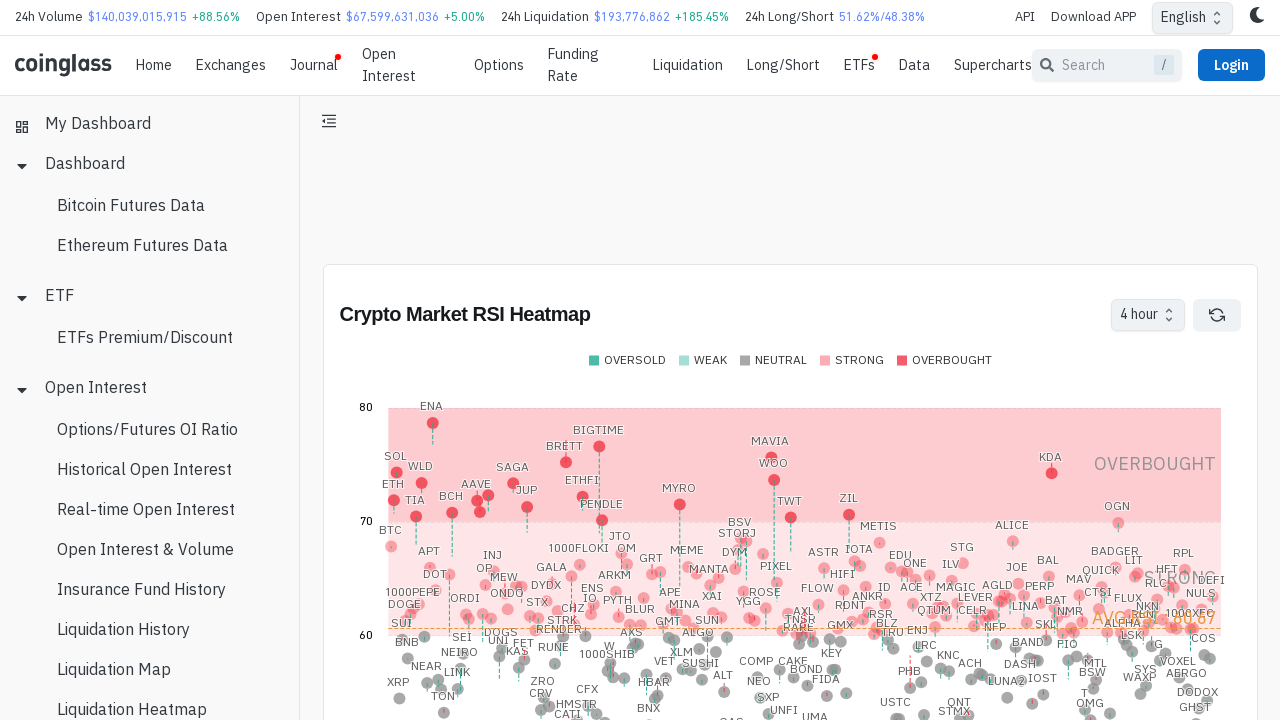 24h Volume $140,039,015,915 +88.56% Open Interest $67,599,631,036 +5.00% 24h Liquidation $193,776,862 +185.45% 24h Long/Short 51.62%/48.38% API Download APP English
coinglass Home Exchanges Journal Open Interest Options Funding Rate Liquidation Long/Short ETFs Data Supercharts Search / Login
My Dashboard
Dashboard
Bitcoin Futures Data
Ethereum Futures Data
ETF
ETFs Premium/Discount
Open Interest
Options/Futures OI Ratio
Historical Open Interest
Real-time Open Interest
Open Interest & Volume
Insurance Fund History
Liquidation History
Liquidation Map
Liquidation Heatmap
Crypto Market RSI Heatmap
4 hour
OVERSOLD WEAK NEUTRAL STRONG OVERBOUGHT
80
ENA
BIGTIME
MAVIA
BRETT
SOL
WLD
SAGA
WOO
KDA
OVERBOUGHT
ETH
AAVE
ETHFI
TIA
BCH
JUP
PENDLE
MYRO
TWT
ZIL
OGN
70
BTC
JTO
BSV
STORJ
METIS
ALICE
APT
INJ
1000FLOKI
OM
GRT
MEME
DYM
ASTR
IOTA
EDU
STG
BADGER
RPL
DOT
OP
MEW
GALA
ARKM
MANTA
PIXEL
HIFI
ONE
ILV
JOE
BAL
QUICK
LIT
HFT
1000PEPE
ORDI
ONDO
DYDX
ENS
IO
APE
XAI
ROSE
FLOW
ID
ACE
MAGIC
AGLD
PERP
MAV
CTSI
RLC
DEFI
DOGE
STX
CHZ
PYTH
MINA
YGG
RDNT
ANKR
XTZ
LEVER
LINA
BAT
FLUX
NULS
SUI
STRK
BLUR
GMT
SUN
AXL
RSR
BLZ
QTUM
CELR
NMR
NKN
1000XEC
60
BNB
SEI
DOGS
RENDER
AXS
ALGO
GMX
TRU
ENJ
NFP
SKL
ALPHA
LSK
COS
NEIRO
UNI
FET
KAS
RUNE
W
1000SHIB
XLM
KEY
LRC
BAND
PIO
NEAR
LINK
VET
SUSHI
COMP
CAKE
BOND
KNC
ACH
DASH
MTL
SYS
VOXEL
XRP
ZRO
CFX
HBAR
ALT
NEO
FIDA
PHB
LUNA2
IOST
BSW
WAXP
AERGO
TON
CRV
HMSTR
CATI
BNX
SXP
UNFI
UMA
USTC
ONT
STMX
T
OMG
DODOX
GHST